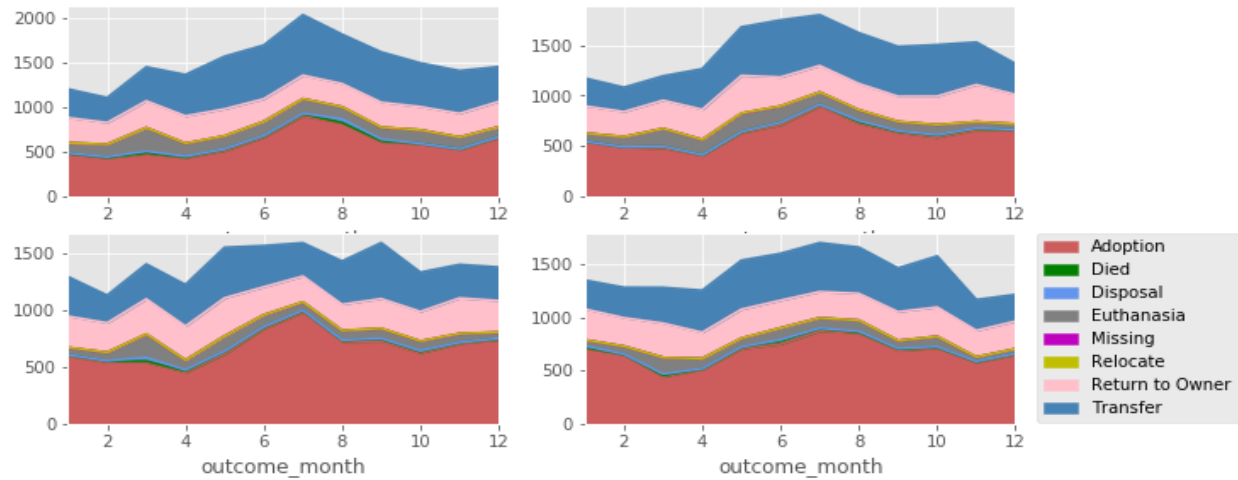 2000
1500
1000
500
0
2 4 6 8 10 12
1500
1000
500
0
2 4 6 8 10 12
1500
1000
500
0
2 4 6 8 10 12
outcome_month
1500
1000
500
0
2 4 6 8 10 12
outcome_month
Adoption
Died
Disposal
Euthanasia
Missing
Relocate
Return to Owner
Transfer